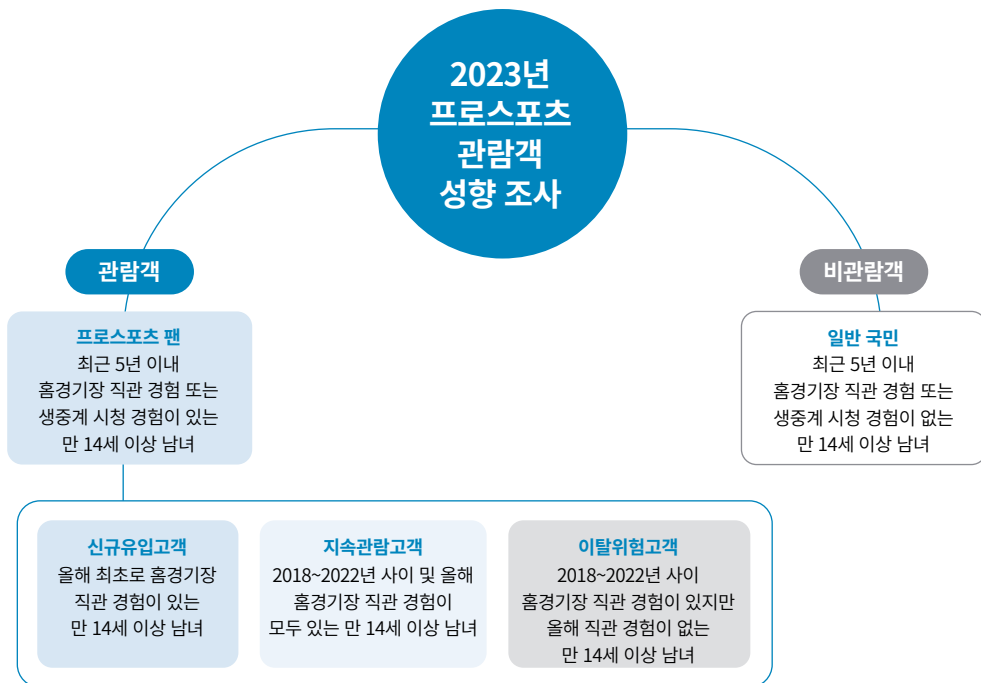 2023년
프로스포츠
관람객
성향 조사
관람객
프로스포츠 팬
최근 5년 이내
홈경기장 직관 경험 또는
생중계 시청 경험이 있는
만 14세 이상 남녀
비관람객
일반 국민
최근 5년 이내
홈경기장 직관 경험 또는
생중계 시청 경험이 없는
만 14세 이상 남녀
신규유입고객
올해 최초로 홈경기장
직관 경험이 있는
만 14세 이상 남녀
지속관람고객
2018~2022년 사이 및 올해
홈경기장 직관 경험이
모두 있는 만 14세 이상 남녀
이탈위험고객
2018~2022년 사이
홈경기장 직관 경험이 있지만
올해 직관 경험이 없는
만 14세 이상 남녀